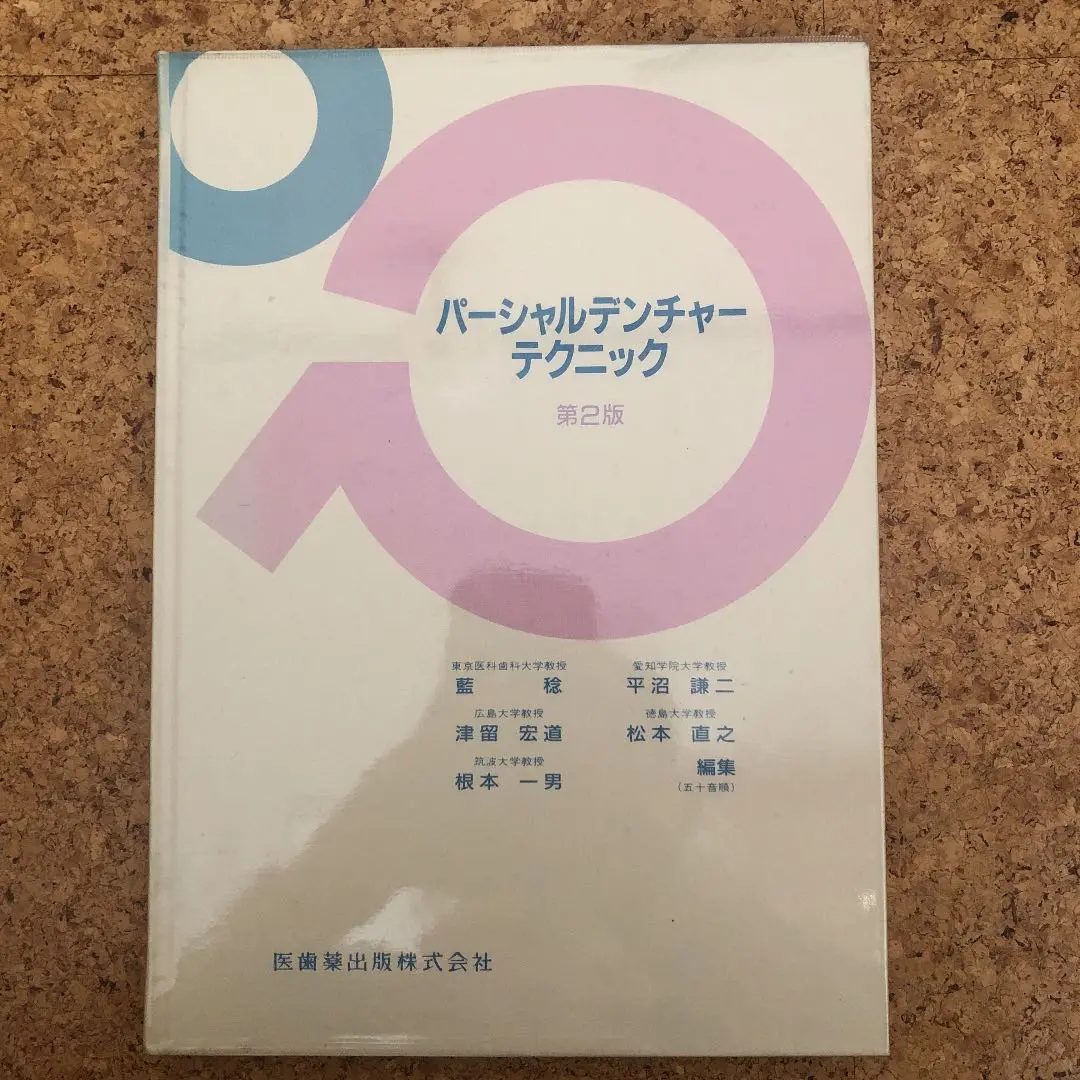 パーシャルデンチャー
テクニック
第2版
東京医科歯科大学教授
藍 稔
広島大学教授
津留 宏道
筑波大学教授
根本 一男
愛知学院大学教授
平沼 謙二
徳島大学教授
松本 直之
編集
(五十音順)
医歯薬出版株式会社